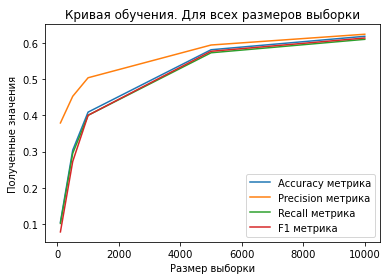 Кривая обучения. Для всех размеров выборки
Полученные значения
0.6
0.5
0.4
0.3
0.2
0.1
Accuracy метрика
Precision метрика
Recall метрика
F1 метрика
0 2000 4000 6000 8000 10000
Размер выборки